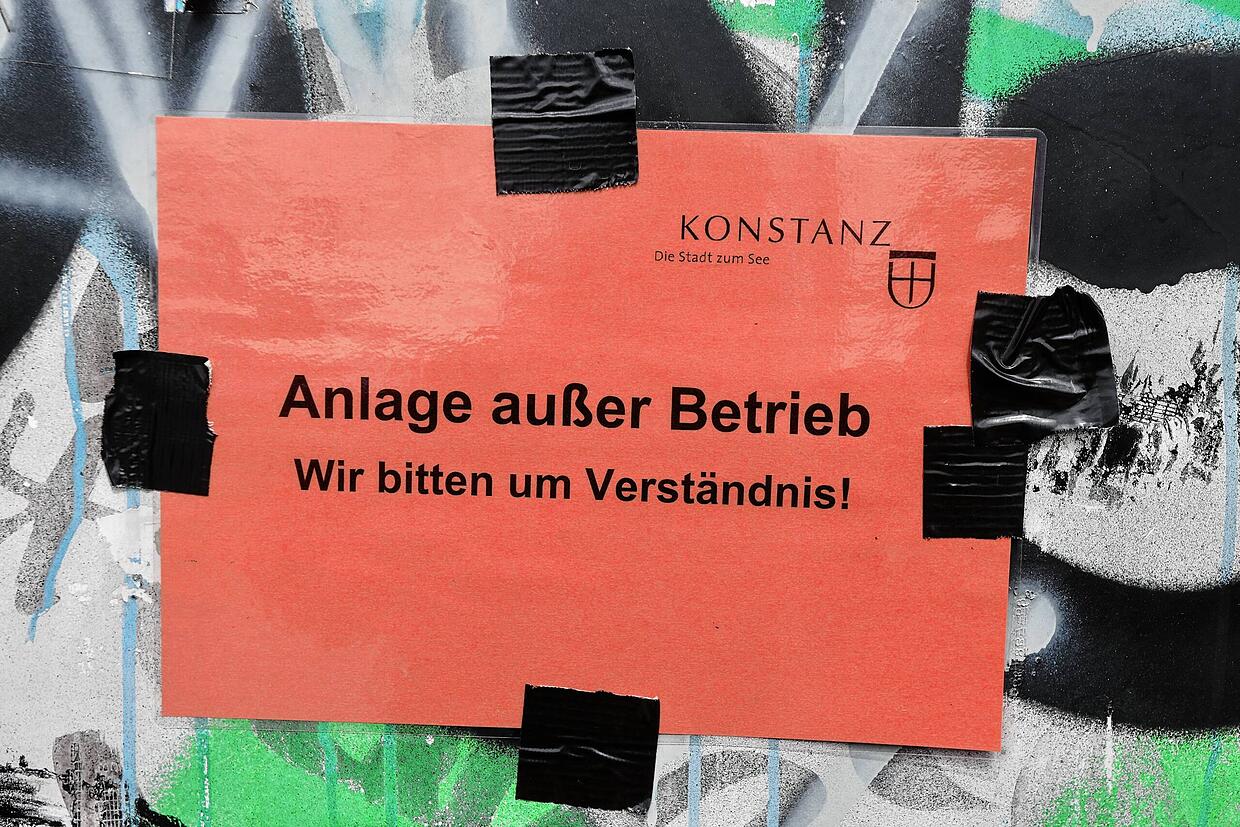 KONSTANZ
Die Stadt zum See
Anlage außer Betrieb
Wir bitten um Verständnis!